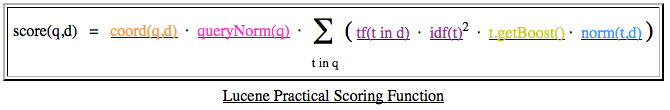 score(q,d) = coord(q,d) · queryNorm(q) · ∑ ( tf(t in d) · idf(t)² · t.getBoost() · norm(t,d) )
t in q
Lucene Practical Scoring Function